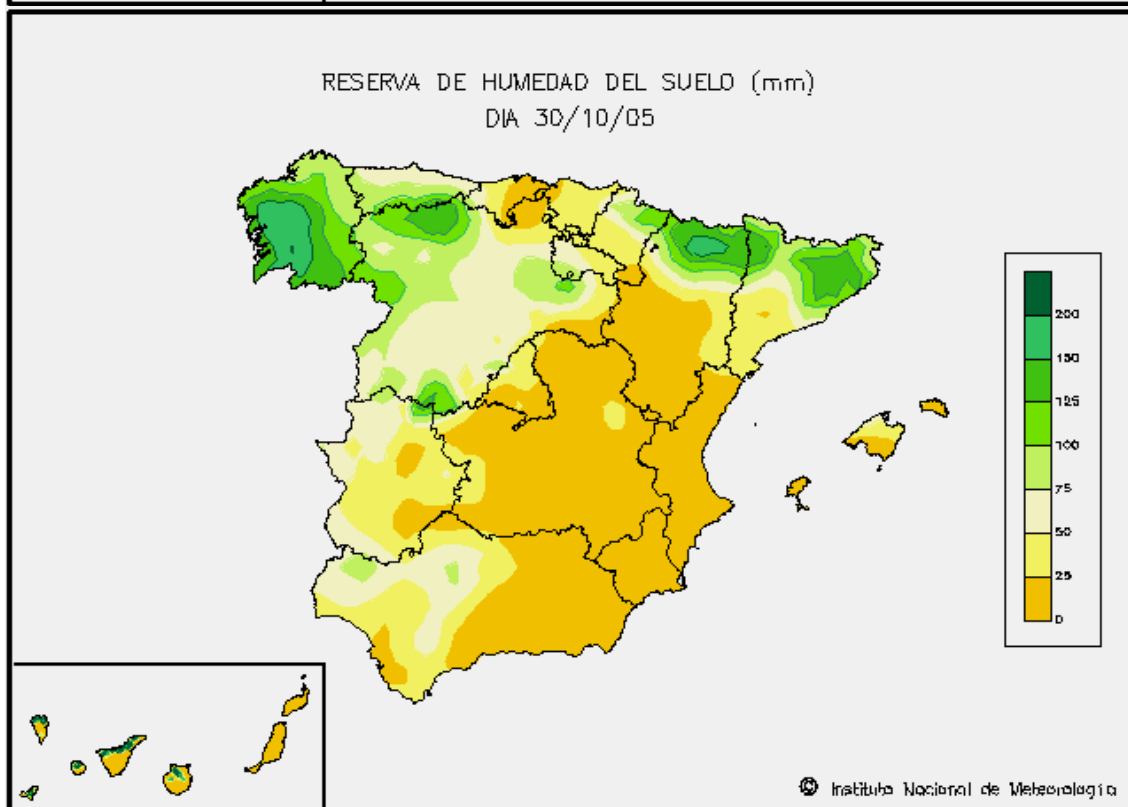 RESERVA DE HUMEDAD DEL SUELO (mm)
DIA 30/10/05
200
150
125
100
75
50
25
0
© Instituto Nacional de Meteorología